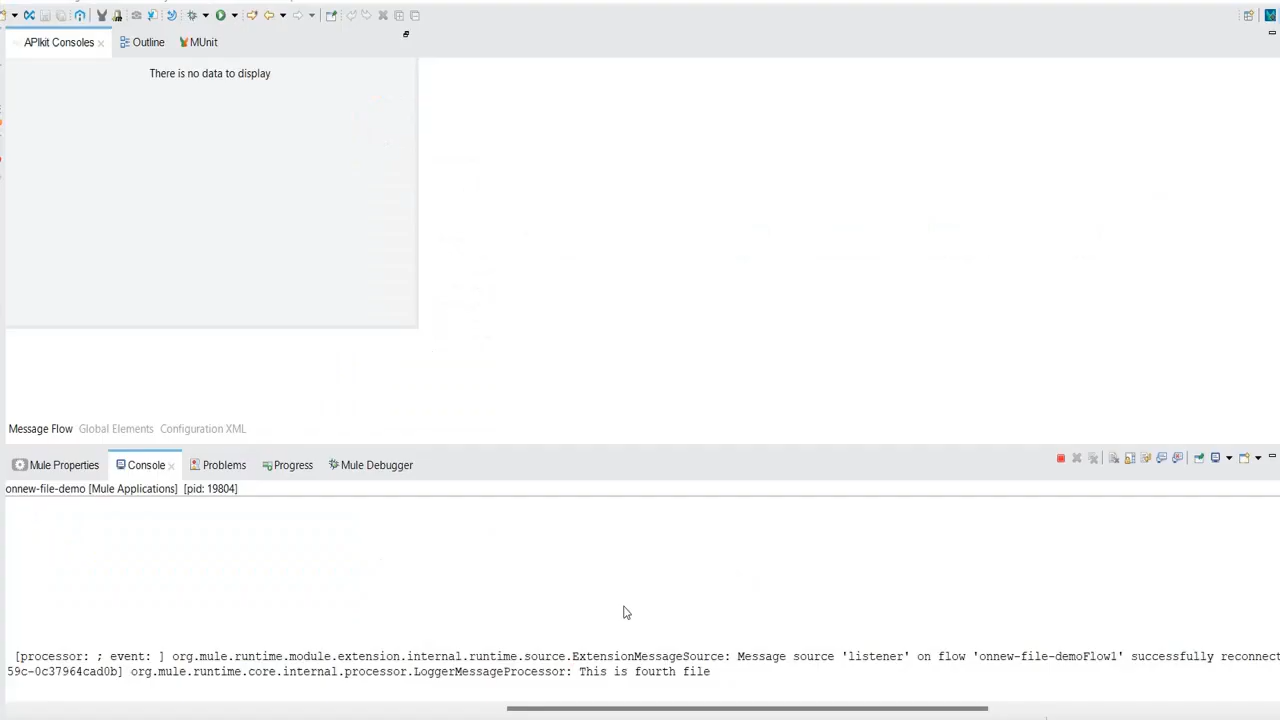 APIkit Consoles Outline MUnit
There is no data to display
Message Flow Global Elements Configuration XML
Mule Properties Console Problems Progress Mule Debugger
onnew-file-demo [Mule Applications] [pid: 19804]
[processor: ; event: ] org.mule.runtime.module.extension.internal.runtime.source.ExtensionMessageSource: Message source 'listener' on flow 'onnew-file-demoFlow1' successfully reconnect
59c-0c37964cad0b] org.mule.runtime.core.internal.processor.LoggerMessageProcessor: This is fourth file